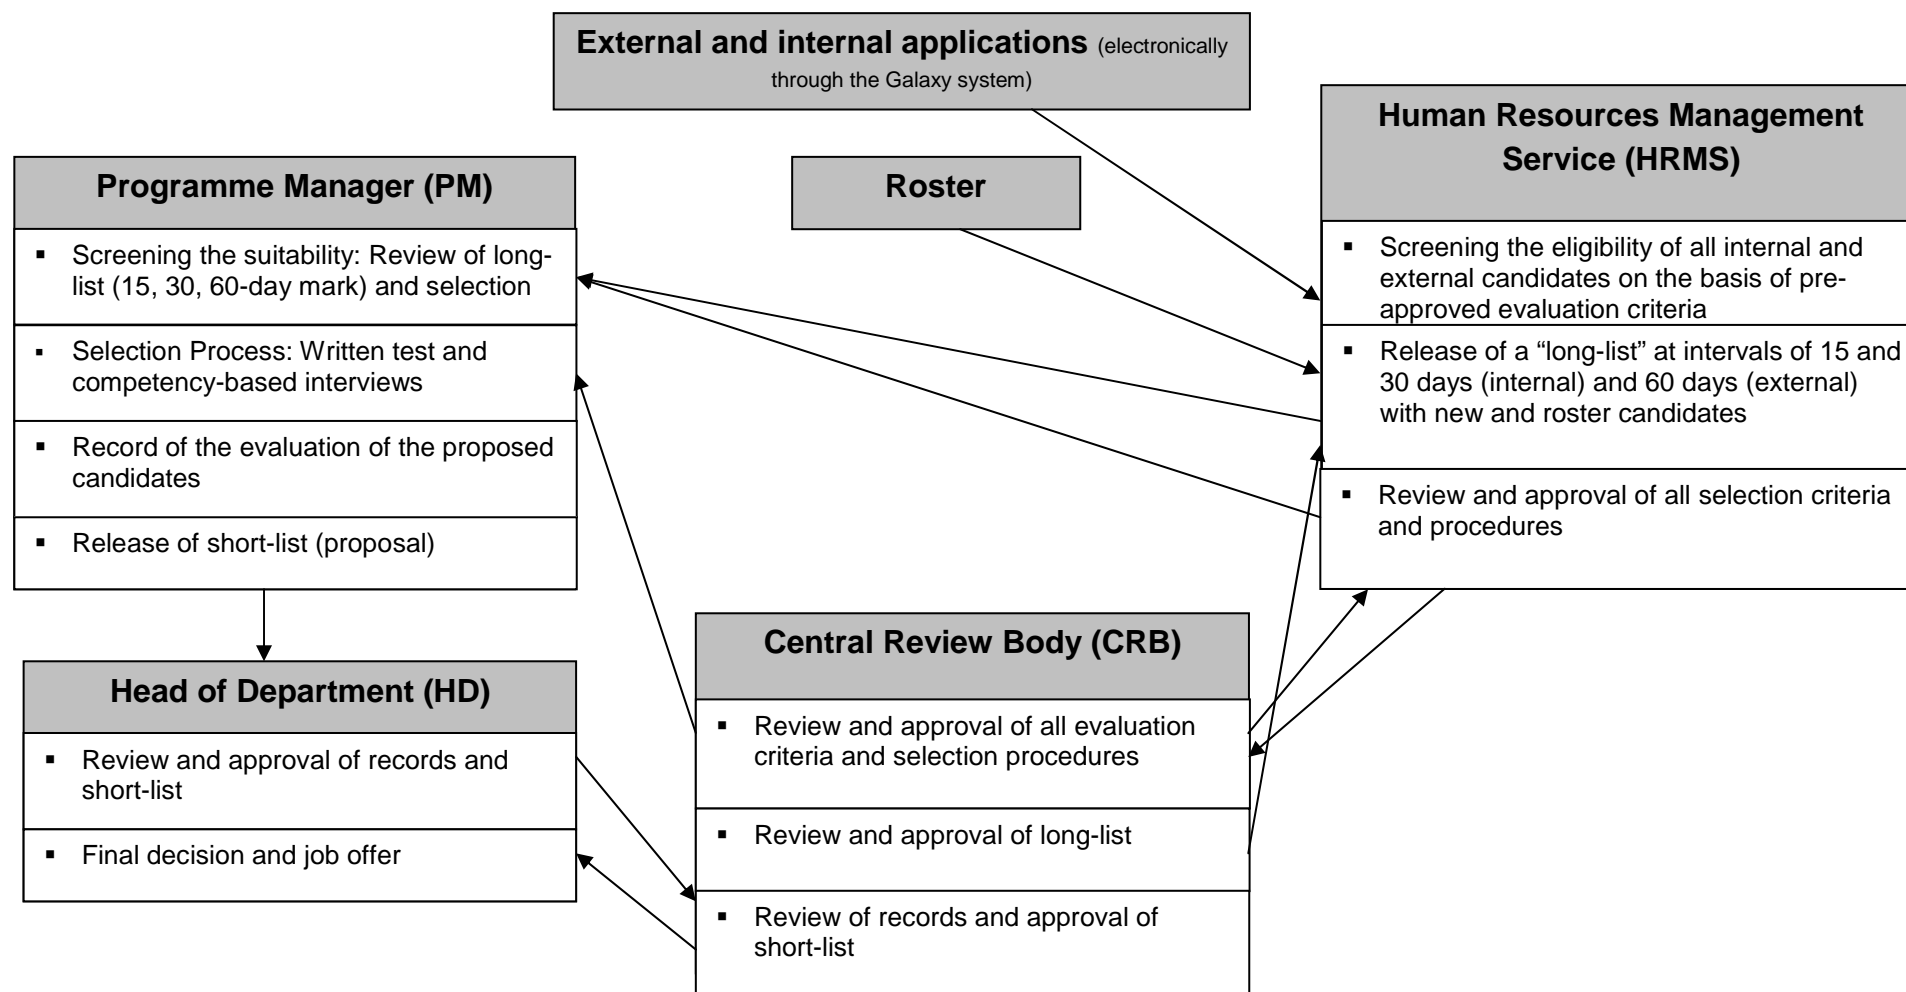 External and internal applications (electronically
through the Galaxy system)
Human Resources Management
Service (HRMS)
▪ Screening the eligibility of all internal and
external candidates on the basis of pre-
approved evaluation criteria
▪ Release of a “long-list” at intervals of 15 and
30 days (internal) and 60 days (external)
with new and roster candidates
▪ Review and approval of all selection criteria
and procedures
Programme Manager (PM)
▪ Screening the suitability: Review of long-
list (15, 30, 60-day mark) and selection
▪ Selection Process: Written test and
competency-based interviews
▪ Record of the evaluation of the proposed
candidates
▪ Release of short-list (proposal)
Roster
Head of Department (HD)
▪ Review and approval of records and
short-list
▪ Final decision and job offer
Central Review Body (CRB)
▪ Review and approval of all evaluation
criteria and selection procedures
▪ Review and approval of long-list
▪ Review of records and approval of
short-list